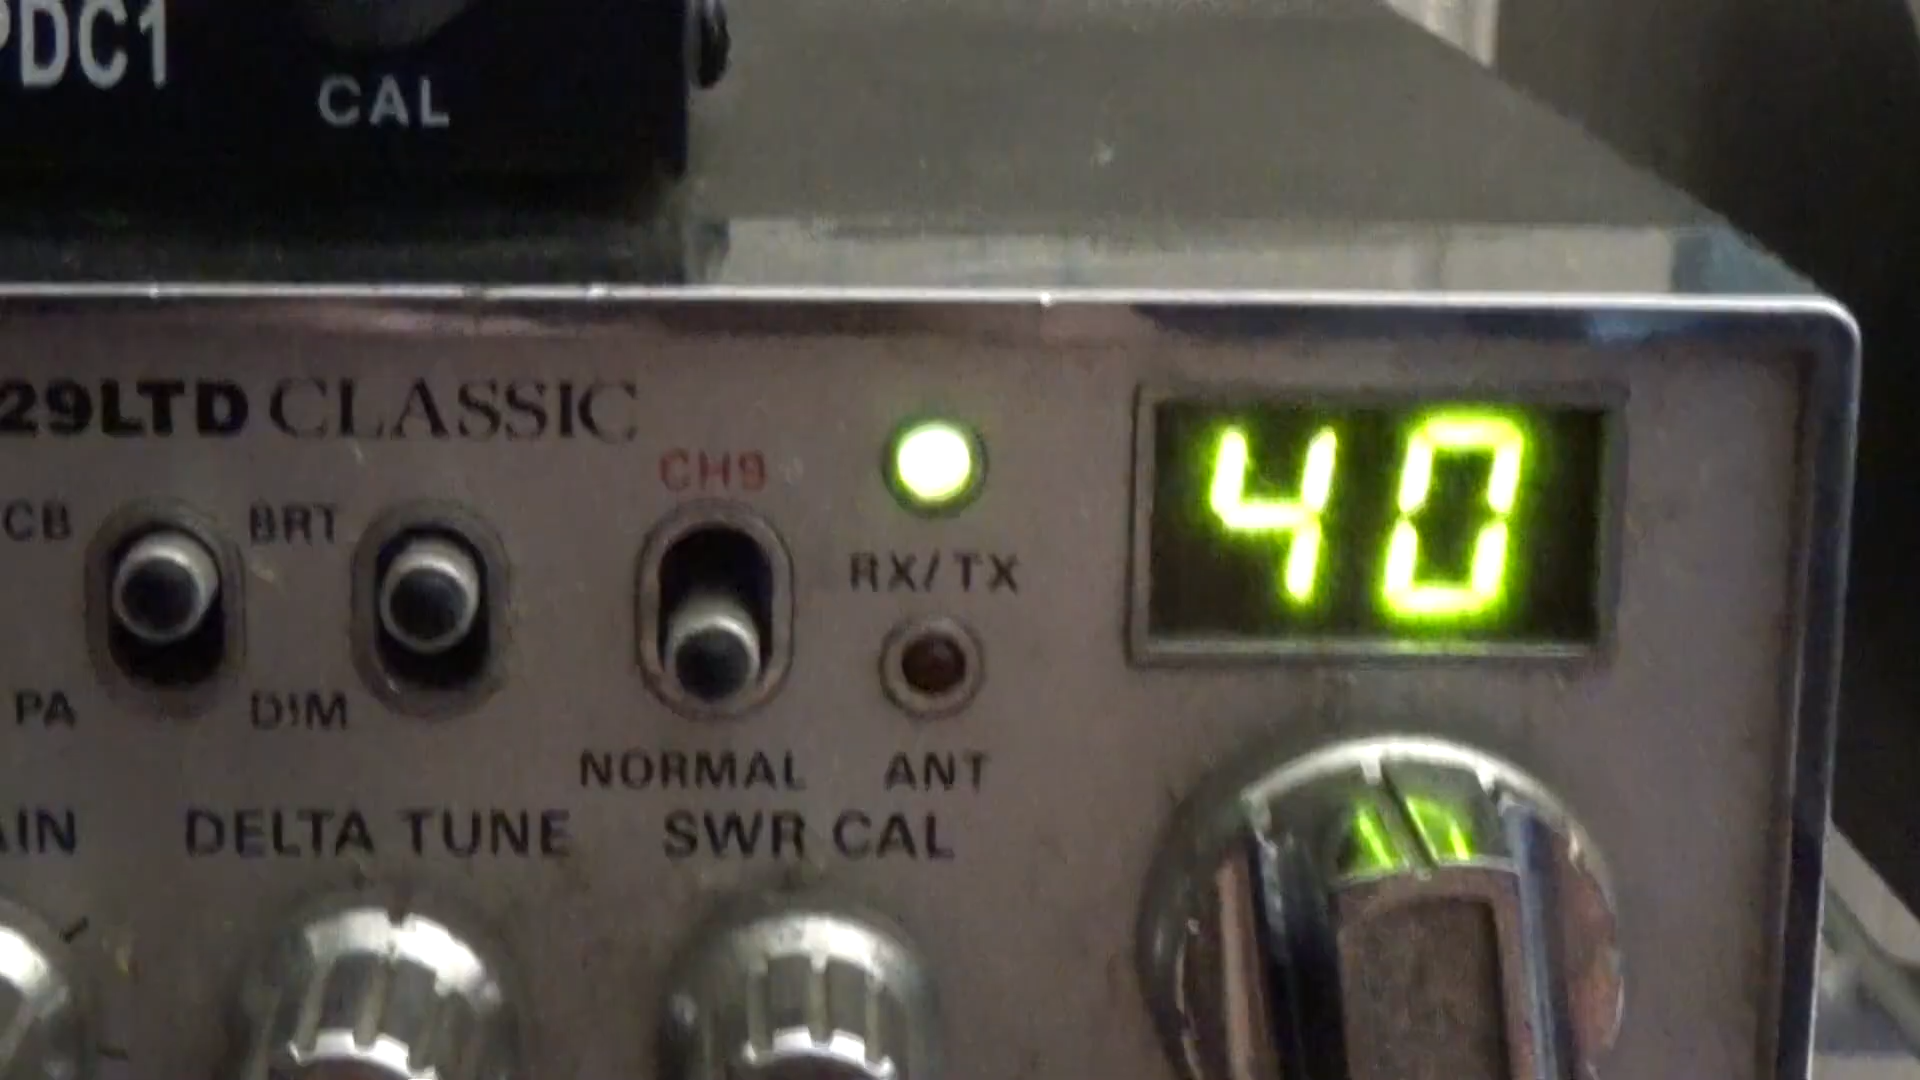 PDC1
CAL
29LTD CLASSIC
CH9
40
CB
BRT
RX/TX
PA
DIM
NORMAL
ANT
AIN
DELTA TUNE
SWR CAL